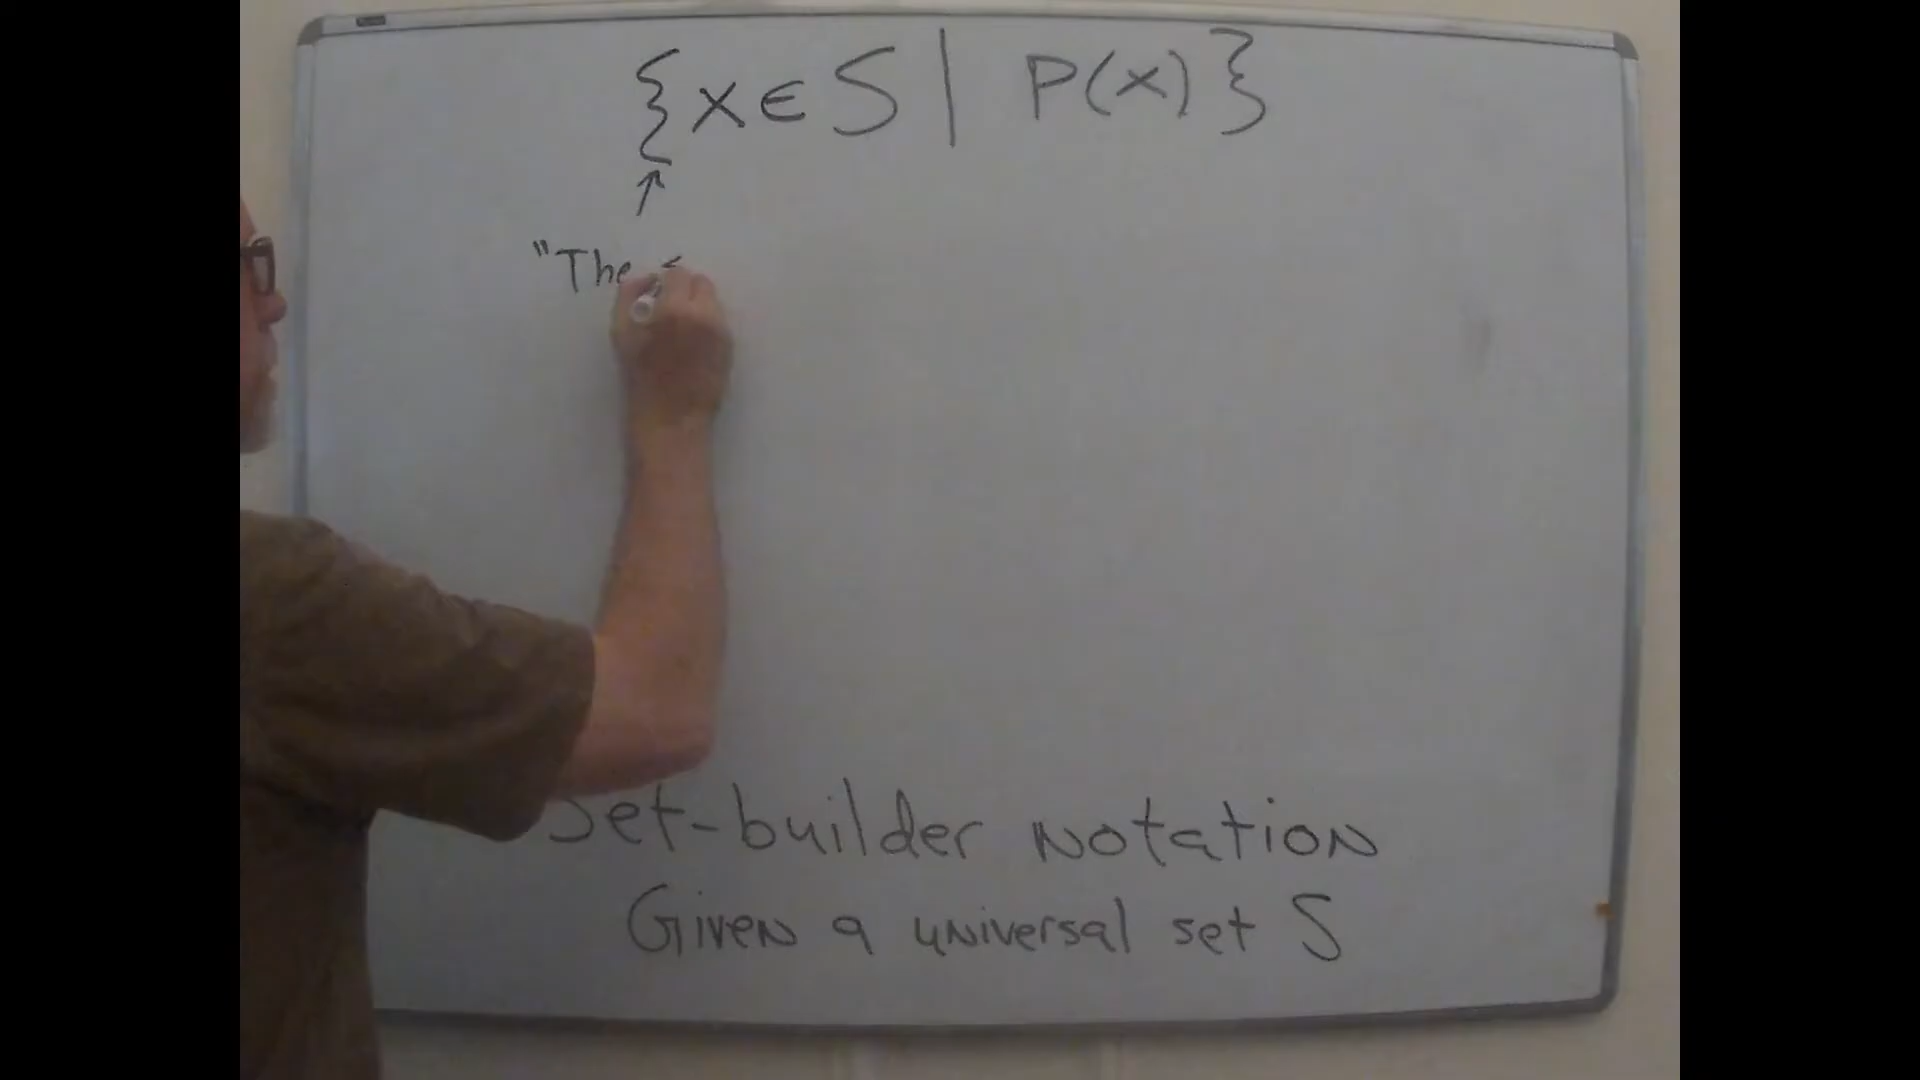 {x∈S | P(x)}
↑
"The
Set-builder notation
Given a universal set S